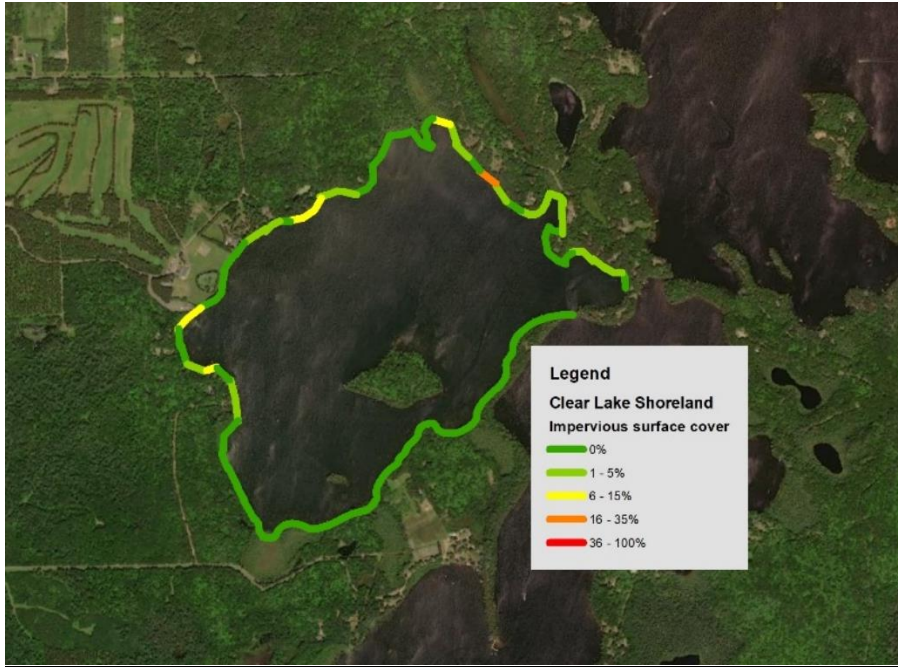 Legend
Clear Lake Shoreland
Impervious surface cover
0%
1 - 5%
6 - 15%
16 - 35%
36 - 100%